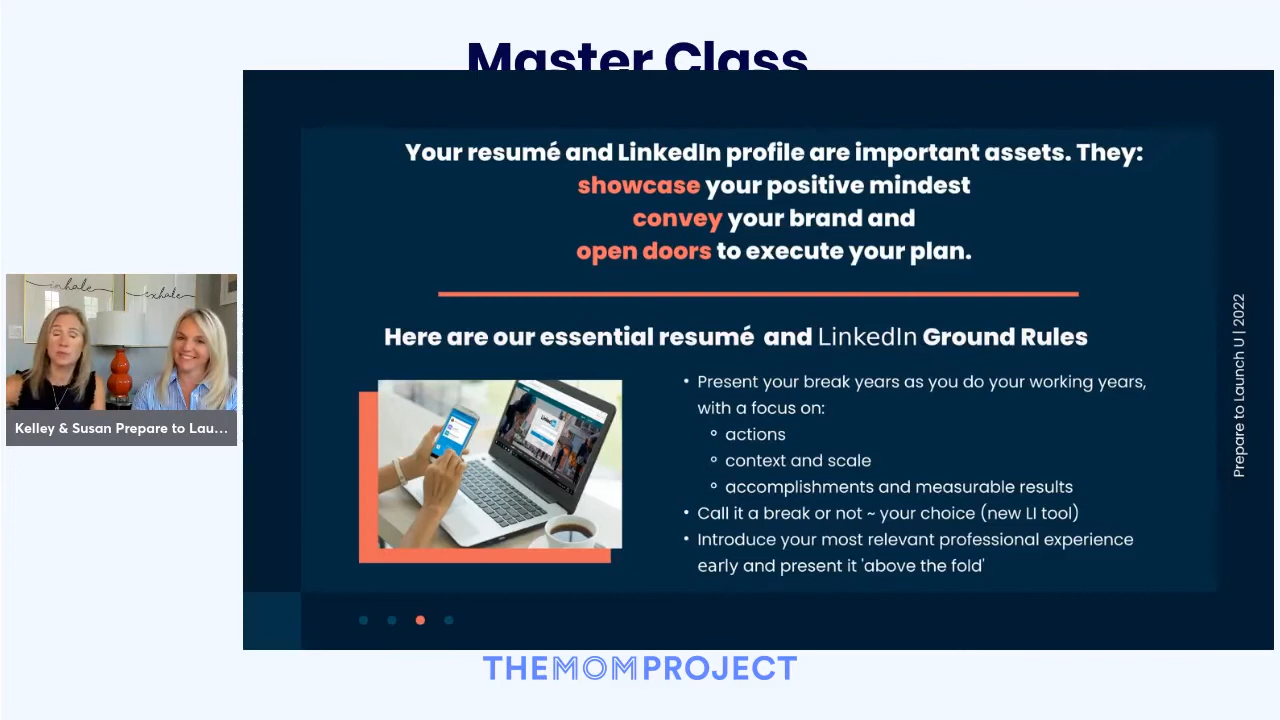 Master Class
Your resumé and LinkedIn profile are important assets. They:
showcase your positive mindest
convey your brand and
open doors to execute your plan.
Here are our essential resumé and LinkedIn Ground Rules
• Present your break years as you do your working years,
with a focus on:
◦ actions
◦ context and scale
◦ accomplishments and measurable results
• Call it a break or not ~ your choice (new LI tool)
• Introduce your most relevant professional experience
early and present it 'above the fold'
Prepare to Launch U | 2022
inhale
exhale
Kelley & Susan Prepare to Lau...
THEMOMPROJECT